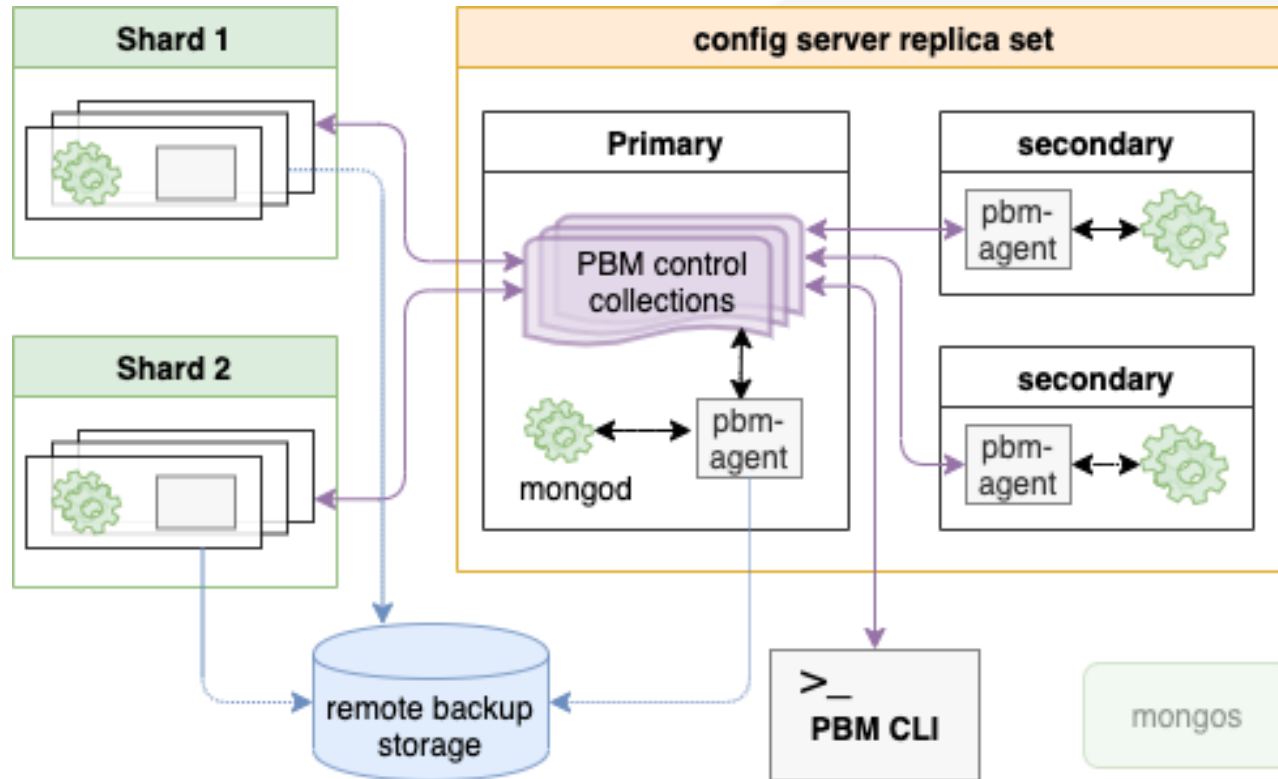 Shard 1
config server replica set
Primary
secondary
pbm-
agent
PBM control
collections
Shard 2
secondary
pbm-
agent
pbm-
agent
mongod
remote backup
storage
>_
PBM CLI
mongos